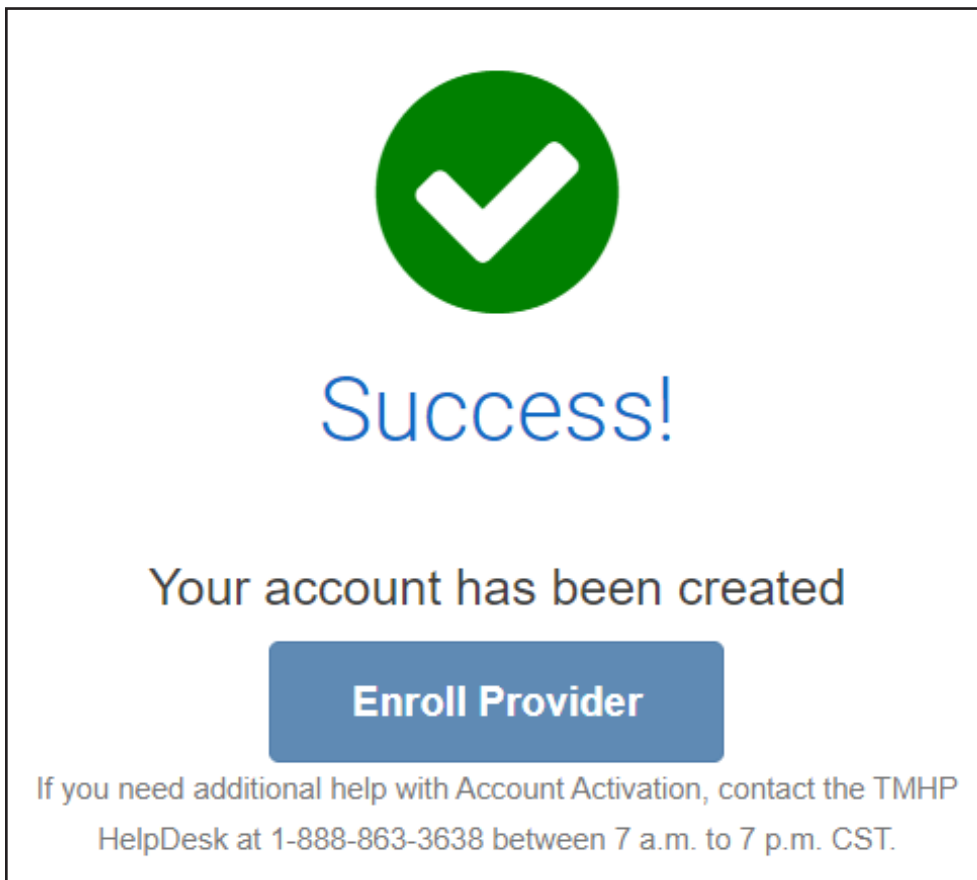 Success!
Your account has been created
Enroll Provider
If you need additional help with Account Activation, contact the TMHP
HelpDesk at 1-888-863-3638 between 7 a.m. to 7 p.m. CST.